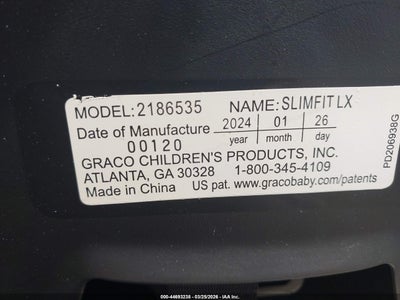 MODEL:2186535 NAME:SLIMFIT LX
Date of Manufacture 2024 01 26
00120 year month day
GRACO CHILDREN'S PRODUCTS, INC.
ATLANTA, GA 30328 1-800-345-4109
Made in China US pat. www.gracobaby.com/patents
PD206938G
000-44693238 - 03/25/2026 - IAA Inc.